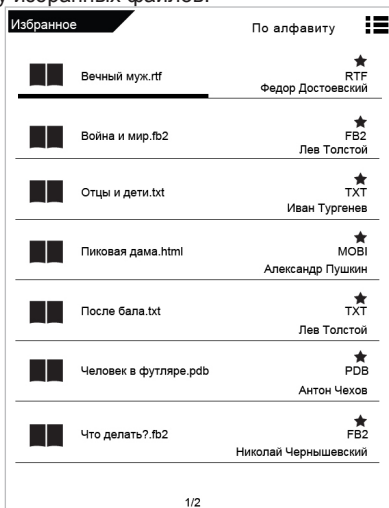 у избранных файлов.
Избранное
По алфавиту
Вечный муж.rtf
RTF
Федор Достоевский
Война и мир.fb2
FB2
Лев Толстой
Отцы и дети.txt
TXT
Иван Тургенев
Пиковая дама.html
MOBI
Александр Пушкин
После бала.txt
TXT
Лев Толстой
Человек в футляре.pdb
PDB
Антон Чехов
Что делать?.fb2
FB2
Николай Чернышевский
1/2